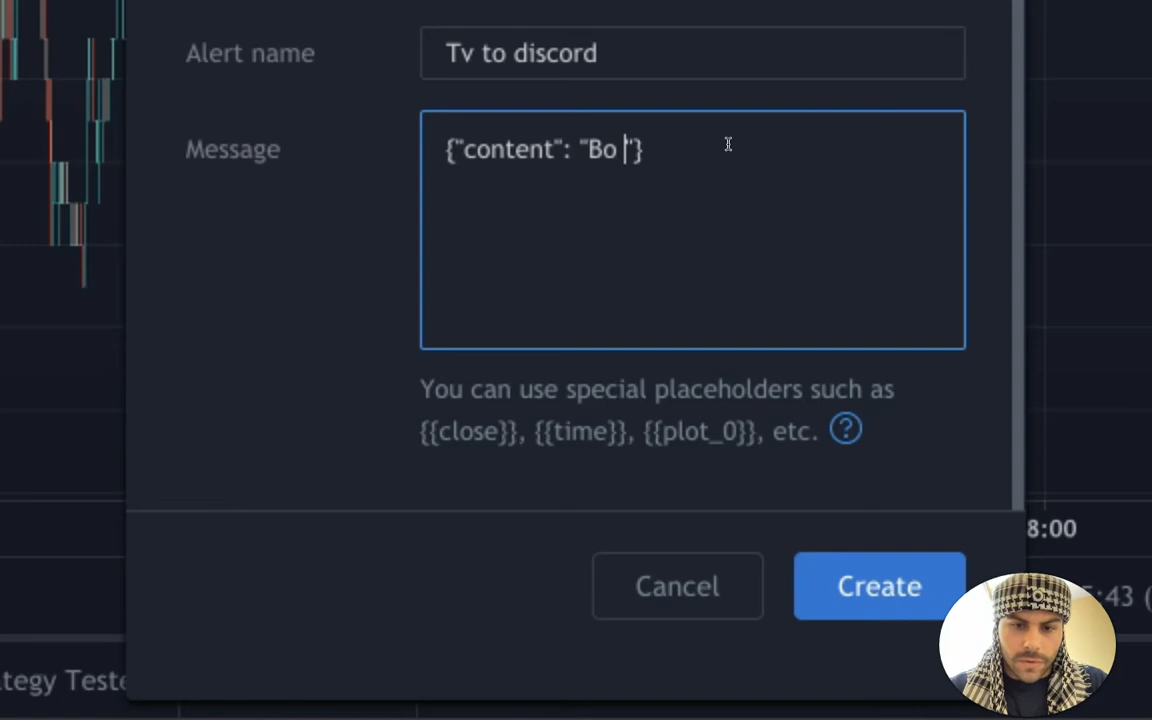 Alert name
Tv to discord
Message
{"content": "Bo "}
You can use special placeholders such as
{{close}}, {{time}}, {{plot_0}}, etc.
?
8:00
Cancel
Create
:43 (
tegy Teste